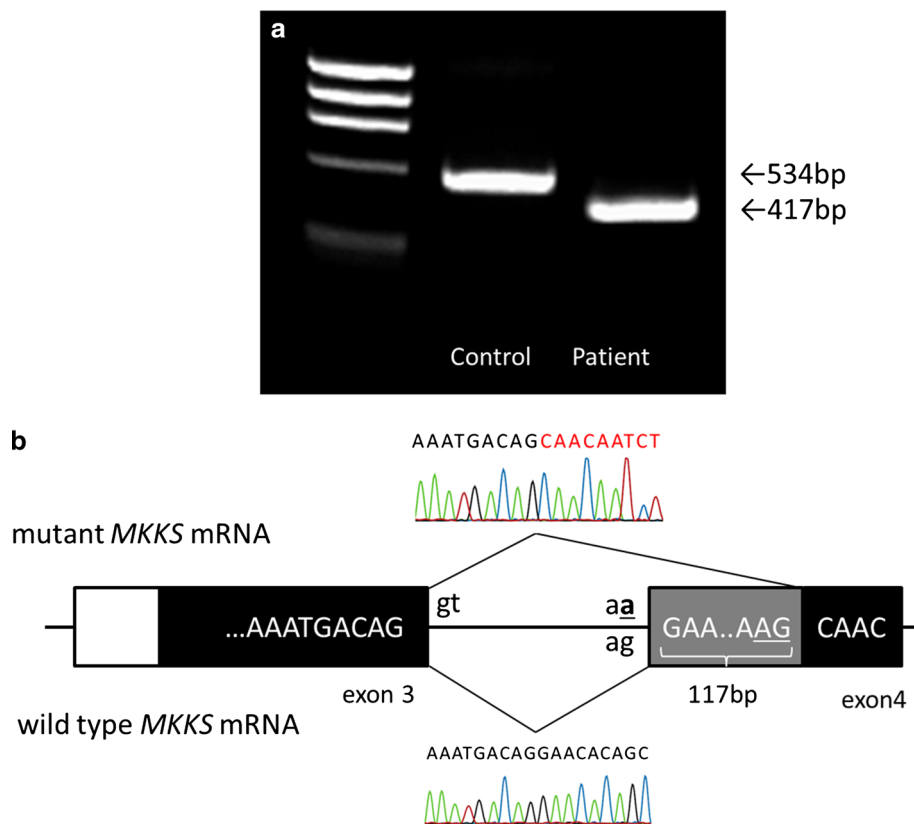 a
←534bp
←417bp
Control Patient
b
AAATGACAGCAACAATCT
mutant MKKS mRNA
gt
aa
...AAATGACAG
ag
GAA..AAG
CAAC
exon 3
117bp
exon4
wild type MKKS mRNA
AAATGACAGGAACACAGC